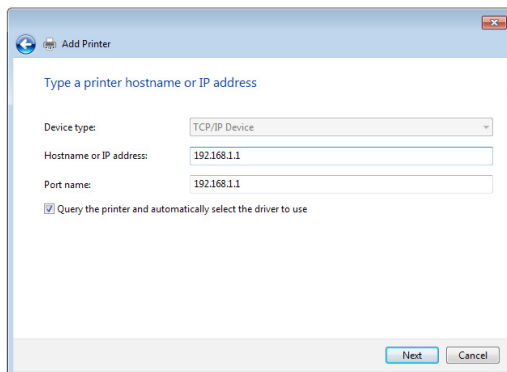 Add Printer
Type a printer hostname or IP address
Device type: TCP/IP Device
Hostname or IP address: 192.168.1.1
Port name: 192.168.1.1
Query the printer and automatically select the driver to use
Next Cancel